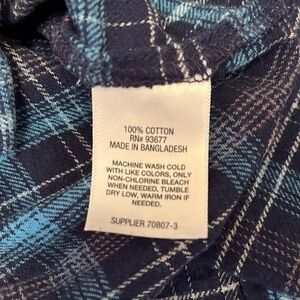 100% COTTON
RN# 93677
MADE IN BANGLADESH
MACHINE WASH COLD
WITH LIKE COLORS, ONLY
NON-CHLORINE BLEACH
WHEN NEEDED, TUMBLE
DRY LOW, WARM IRON IF
NEEDED.
SUPPLIER 70807-3